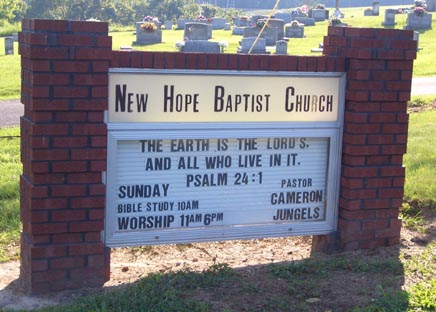 New Hope Baptist Church
THE EARTH IS THE LORD'S,
AND ALL WHO LIVE IN IT.
PSALM 24:1
SUNDAY
BIBLE STUDY 10AM
WORSHIP 11AM 6PM
PASTOR
CAMERON
JUNGELS